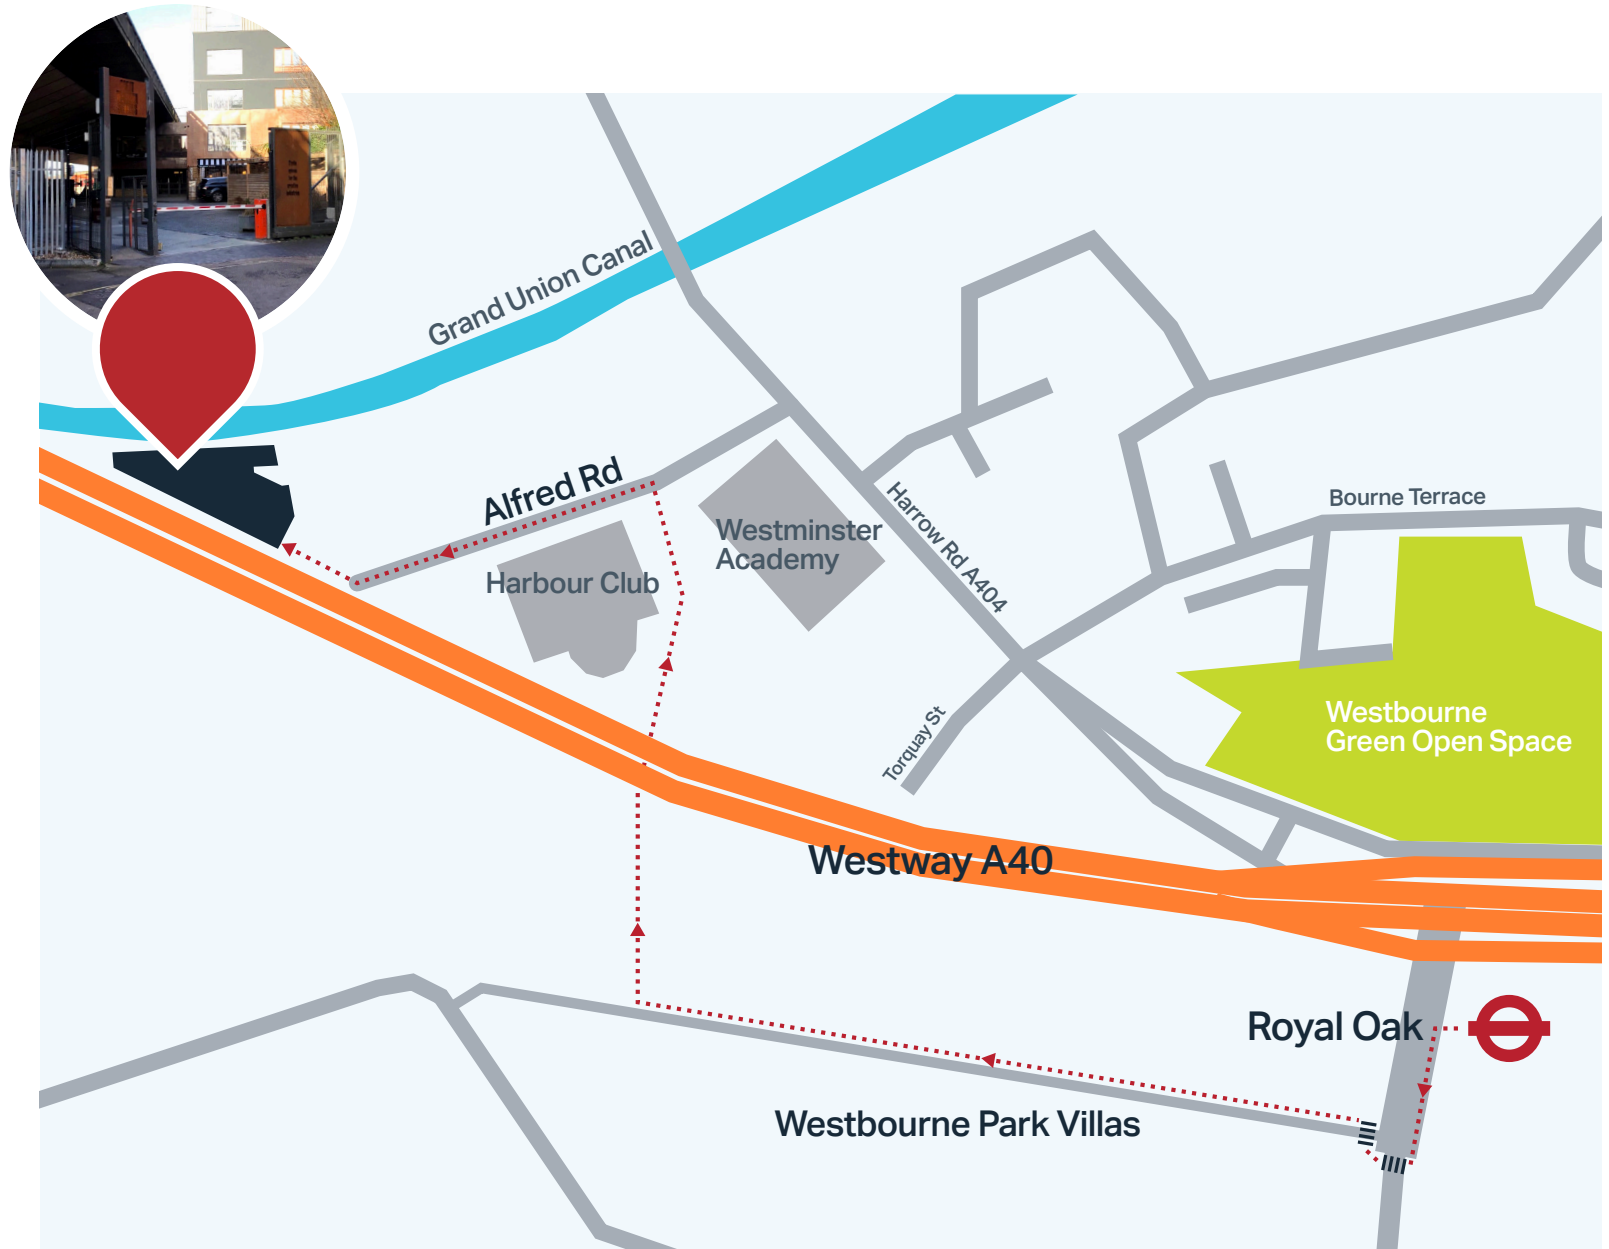 Grand Union Canal
Alfred Rd
Harbour Club
Westminster
Academy
Harrow Rd A404
Bourne Terrace
Torquay St
Westbourne
Green Open Space
Westway A40
Royal Oak
Westbourne Park Villas